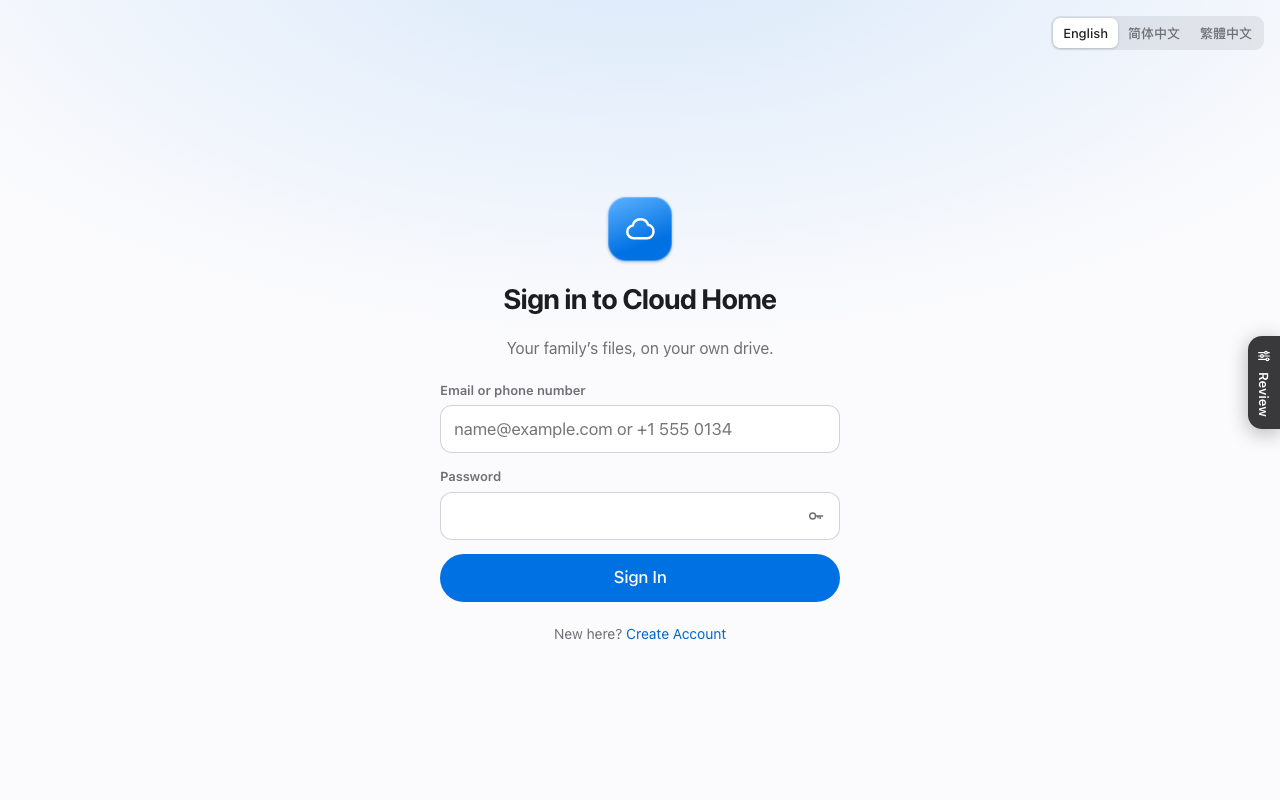 English 简体中文 繁體中文
Sign in to Cloud Home
Your family’s files, on your own drive.
Email or phone number
name@example.com or +1 555 0134
Review
Password
Sign In
New here? Create Account